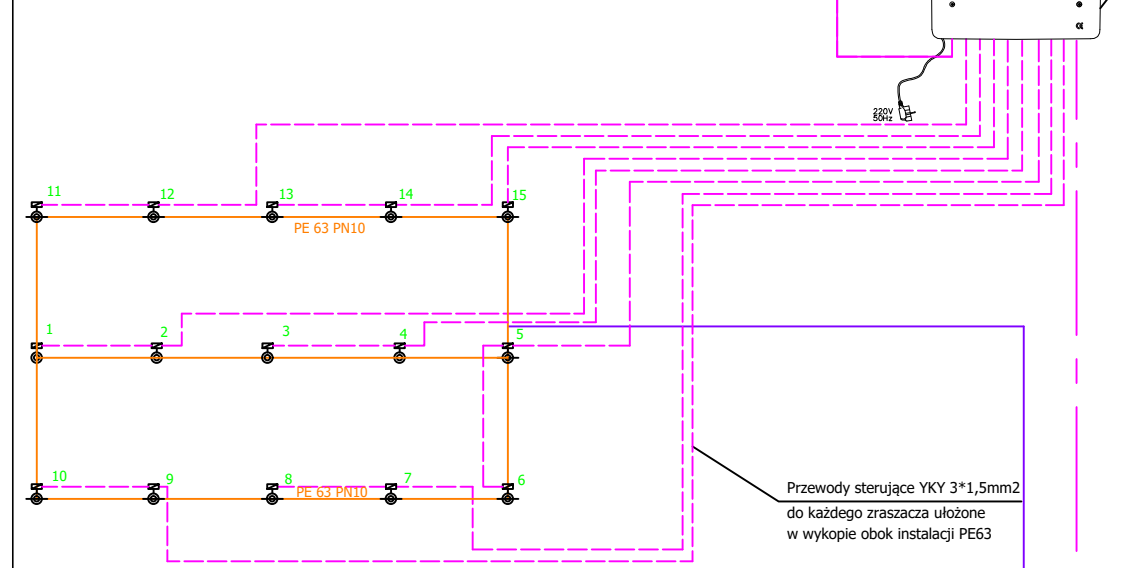 220V
50Hz
11
12
13
14
15
PE 63 PN10
1
2
3
4
5
10
9
8
7
6
PE 63 PN10
Przewody sterujące YKY 3*1,5mm2
do każdego zraszacza ułożone
w wykopie obok instalacji PE63